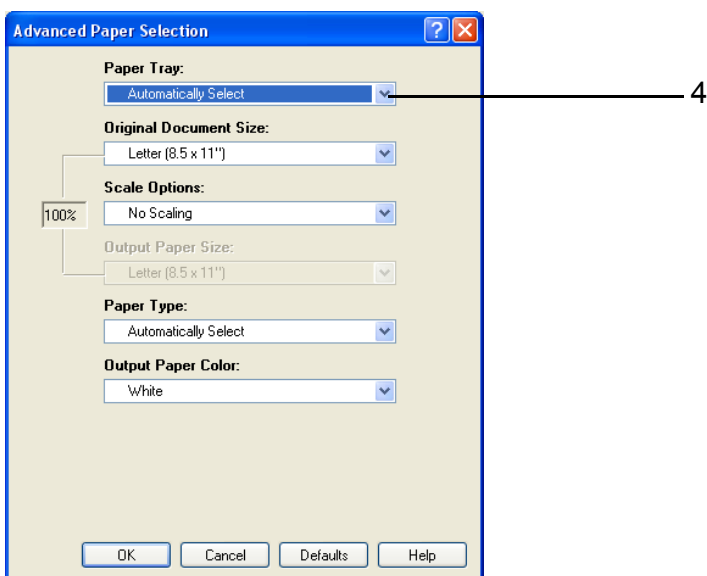 Advanced Paper Selection
Paper Tray:
Automatically Select
4
Original Document Size:
Letter (8.5 x 11")
Scale Options:
100%
No Scaling
Output Paper Size:
Letter (8.5 x 11")
Paper Type:
Automatically Select
Output Paper Color:
White
OK Cancel Defaults Help